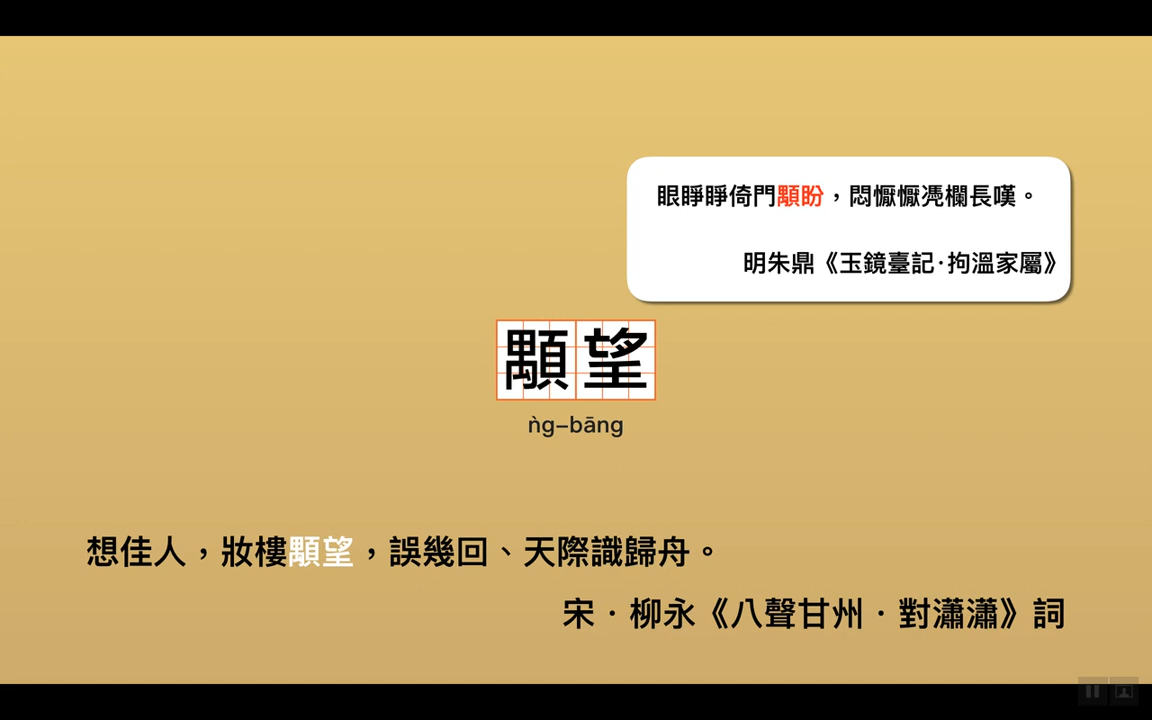 眼睜睜倚門顒盼，悶懨懨凴欄長嘆。
明朱鼎《玉鏡臺記·拘溫家屬》
顒望
ǹg–bāng
想佳人，妝樓顒望，誤幾回、天際識歸舟。
宋．柳永《八聲甘州．對瀟瀟》詞